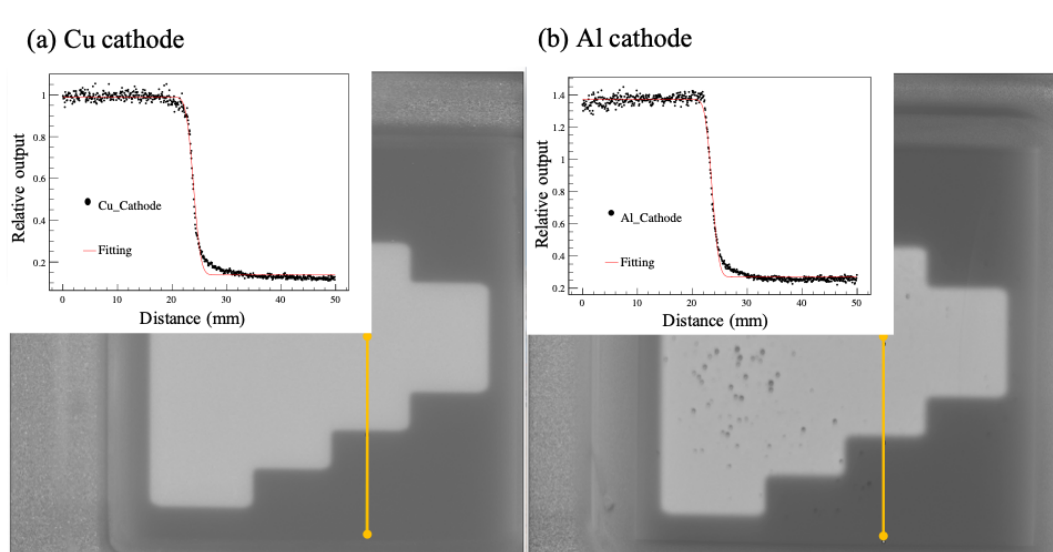 (a) Cu cathode
1
0.8
0.6
0.4
0.2
Relative output
Cu_Cathode
Fitting
0 10 20 30 40 50
Distance (mm)
(b) Al cathode
1.4
1.2
1
0.8
0.6
0.4
0.2
Relative output
Al_Cathode
Fitting
0 10 20 30 40 50
Distance (mm)